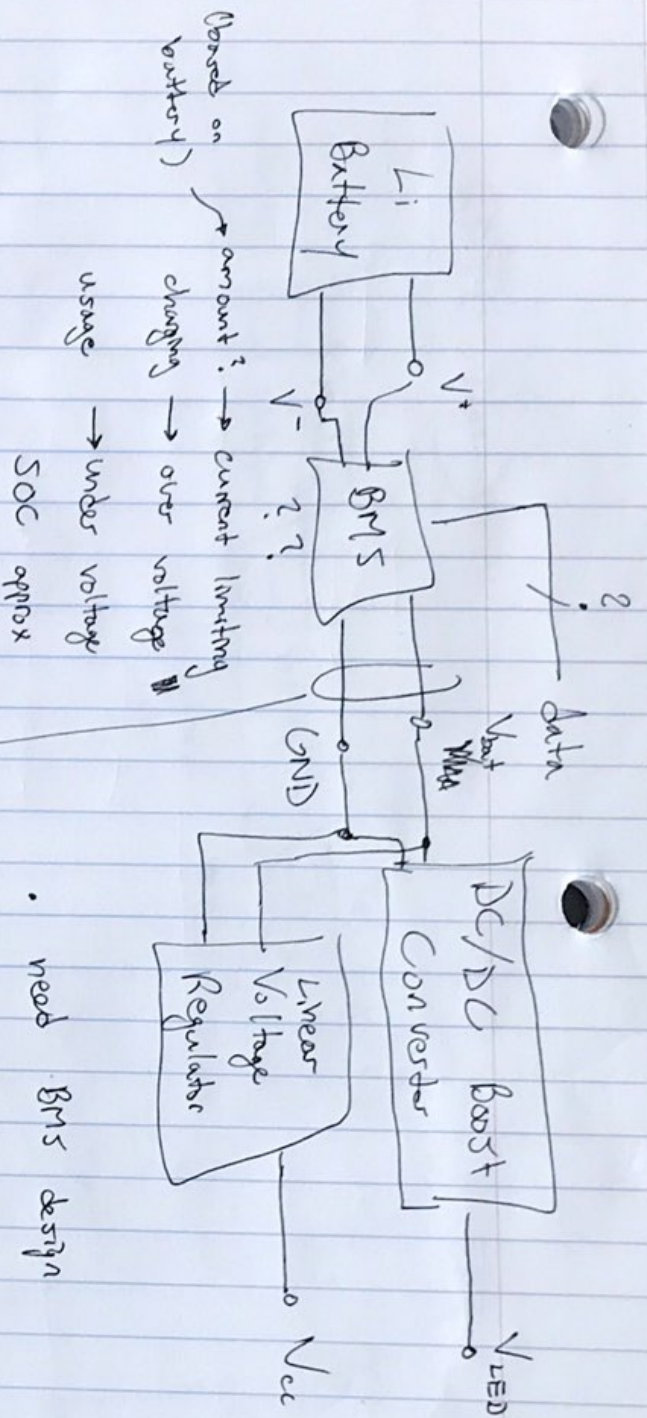 ?
data
DC/DC Boost
Converter
V LED
Li
Battery
V+
V-
BMS
??
Vbat
GND
Linear
Voltage
Regulator
Vcc
(based on
battery)
amount? → current limiting
charging → over voltage
usage → under voltage
SOC approx
• need BMS design